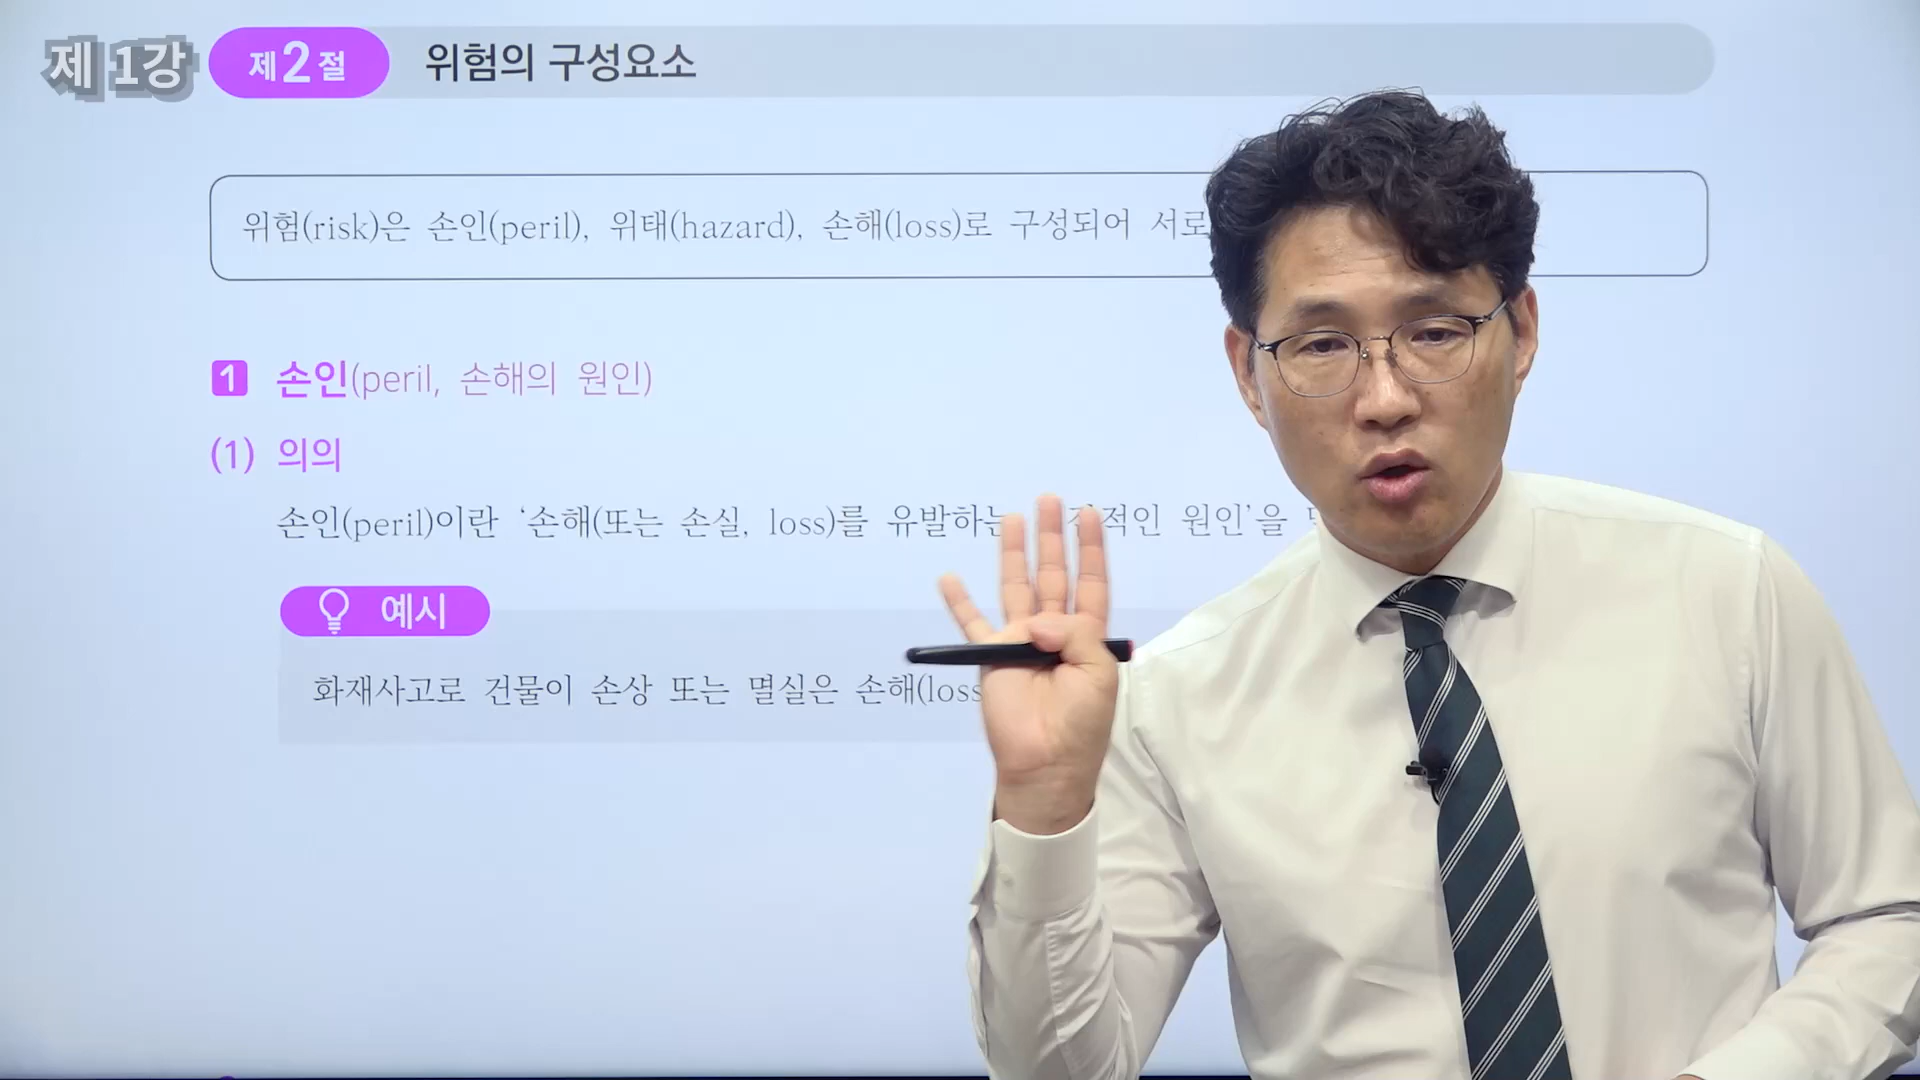 제 1강
제2절 위험의 구성요소
위험(risk)은 손인(peril), 위태(hazard), 손해(loss)로 구성되어 서로
1 손인(peril, 손해의 원인)
(1) 의의
손인(peril)이란 ‘손해(또는 손실, loss)를 유발하는 원인’을
예시
화재사고로 건물이 손상 또는 멸실은 손해(loss